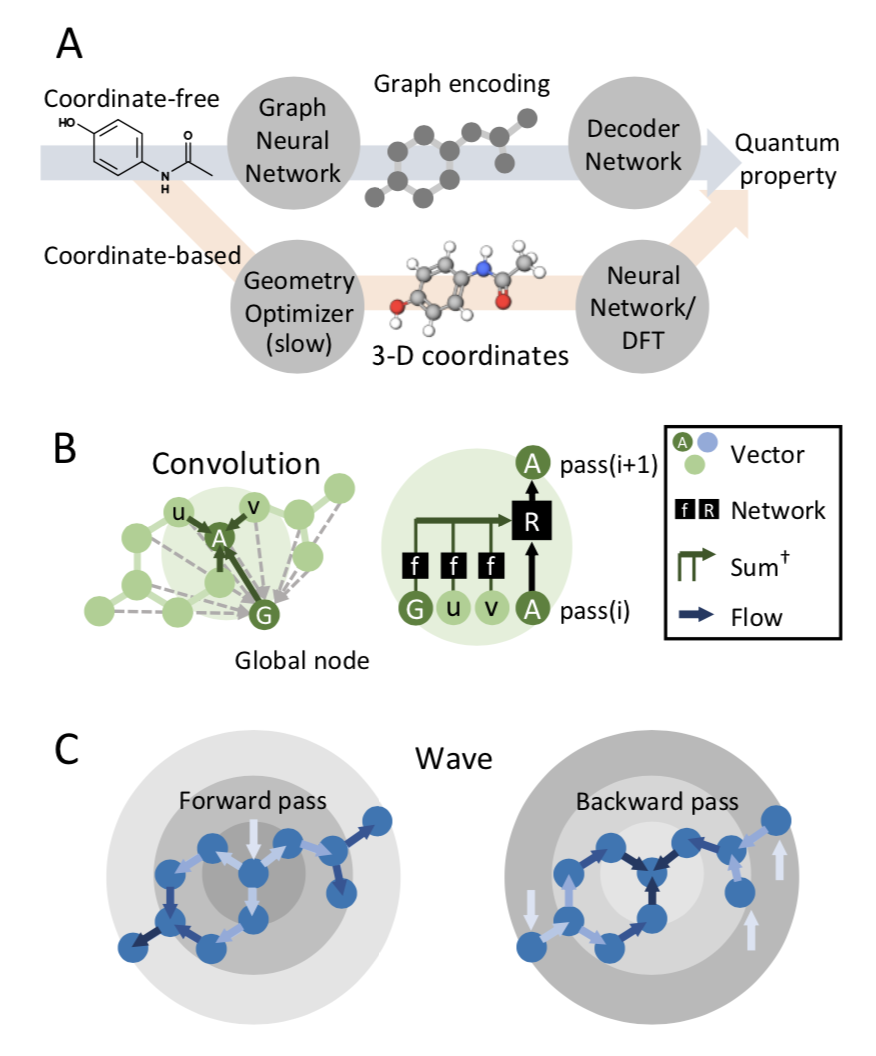 A
Coordinate-free
HO
O
N
H
Graph
Neural
Network
Graph encoding
Decoder
Network
Quantum
property
Coordinate-based
Geometry
Optimizer
(slow)
3-D coordinates
Neural
Network/
DFT
B
Convolution
u
v
A
G
Global node
A pass(i+1)
R
f f f
G u v A pass(i)
A Vector
f R Network
Sum†
Flow
C
Wave
Forward pass
Backward pass